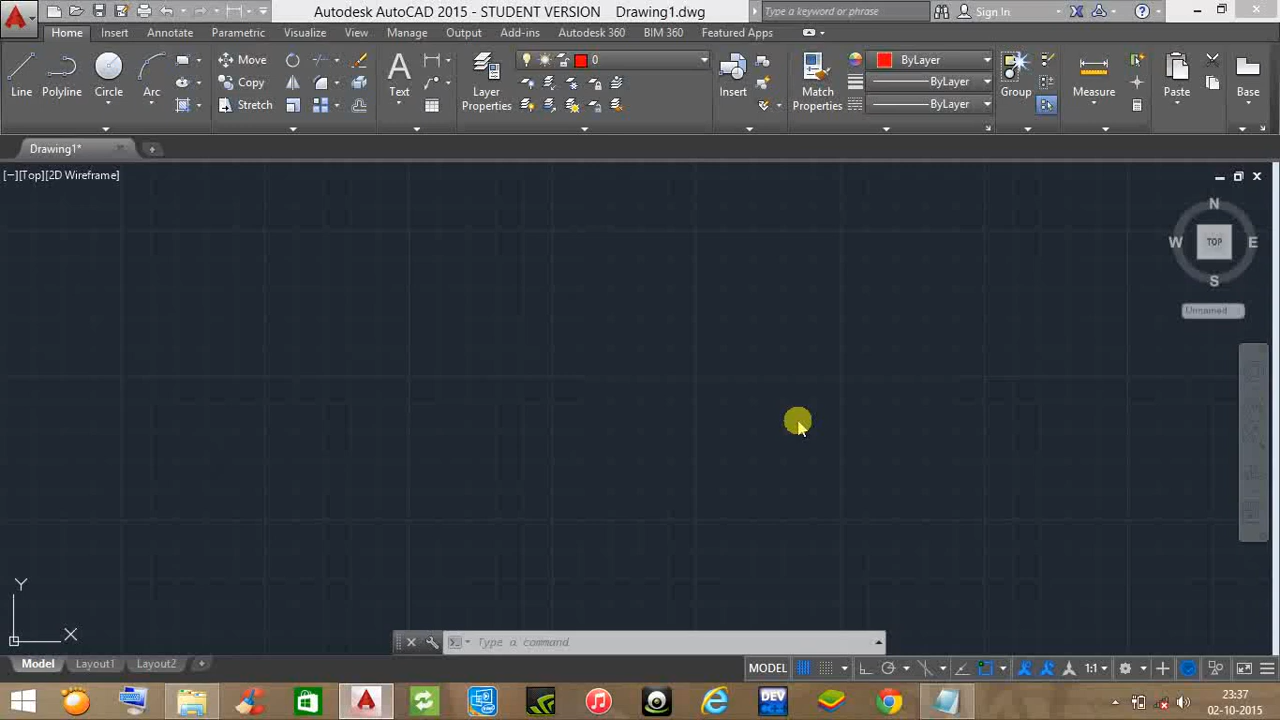 Autodesk AutoCAD 2015 - STUDENT VERSION Drawing1.dwg
Type a keyword or phrase
Sign In
Home Insert Annotate Parametric Visualize View Manage Output Add-ins Autodesk 360 BIM 360 Featured Apps
Line
Polyline
Circle
Arc
Move
Copy
Stretch
A
Text
Layer
Properties
0
Insert
Match
Properties
ByLayer
ByLayer
ByLayer
Group
Measure
Paste
Base
Drawing1*
[−][Top][2D Wireframe]
N
W
TOP
E
S
Unnamed
Y
X
Type a command
Model Layout1 Layout2
MODEL
1:1
DEV
23:37
02-10-2015